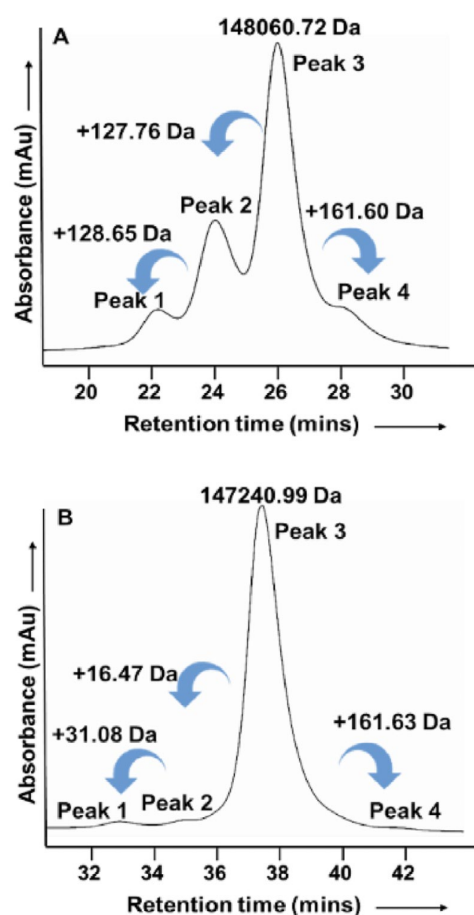 A
148060.72 Da
Peak 3
+127.76 Da
Peak 2
+161.60 Da
+128.65 Da
Peak 1
Peak 4
Absorbance (mAu)
20 22 24 26 28 30
Retention time (mins)
B
147240.99 Da
Peak 3
+16.47 Da
+161.63 Da
+31.08 Da
Peak 1
Peak 2
Peak 4
Absorbance (mAu)
32 34 36 38 40 42
Retention time (mins)